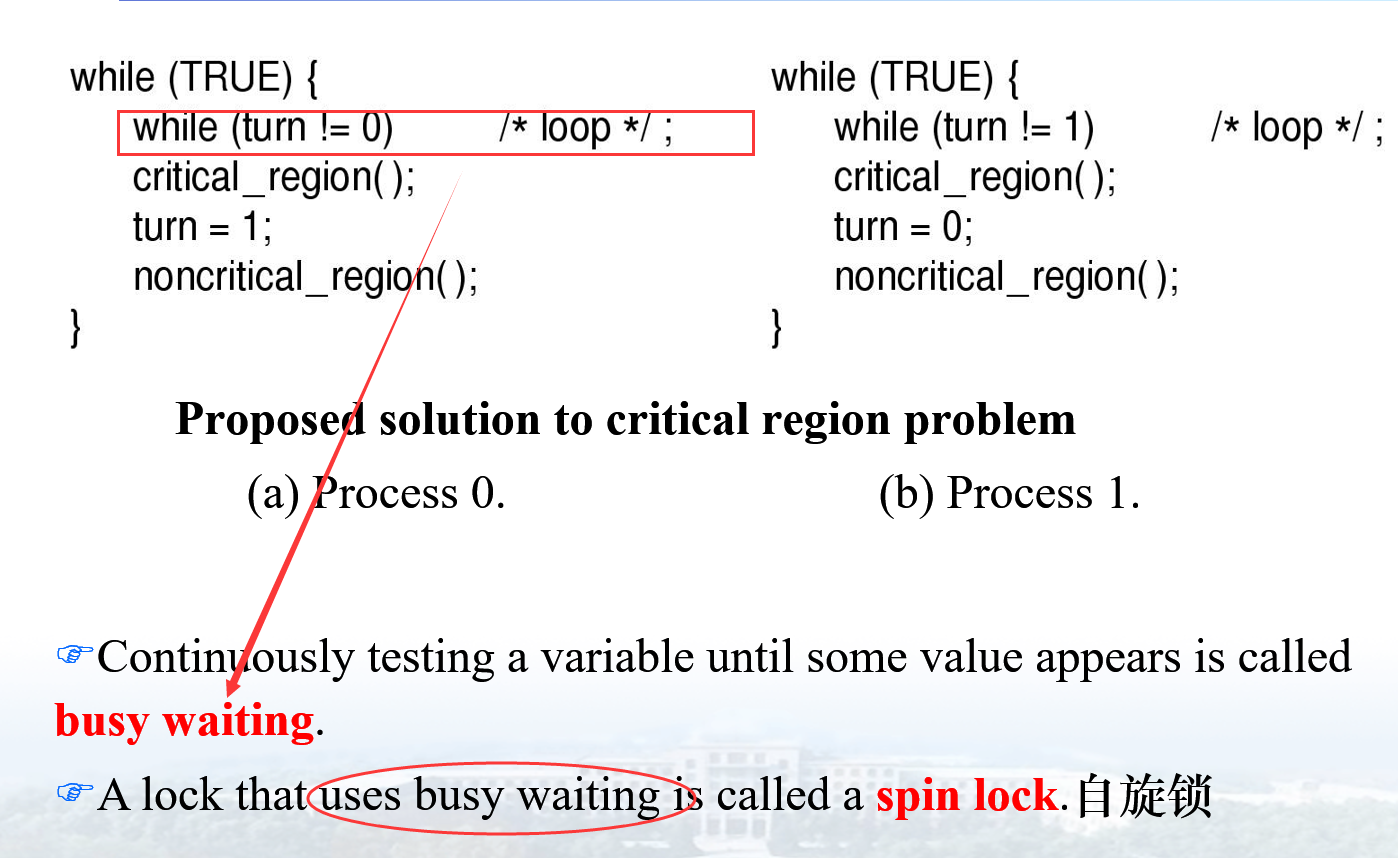 while (TRUE) {
while (turn != 0) /* loop */ ;
critical_region( );
turn = 1;
noncritical_region( );
}
while (TRUE) {
while (turn != 1) /* loop */ ;
critical_region( );
turn = 0;
noncritical_region( );
}
Proposed solution to critical region problem
(a) Process 0.
(b) Process 1.
☞Continuously testing a variable until some value appears is called
busy waiting.
☞A lock that uses busy waiting is called a spin lock.自旋锁